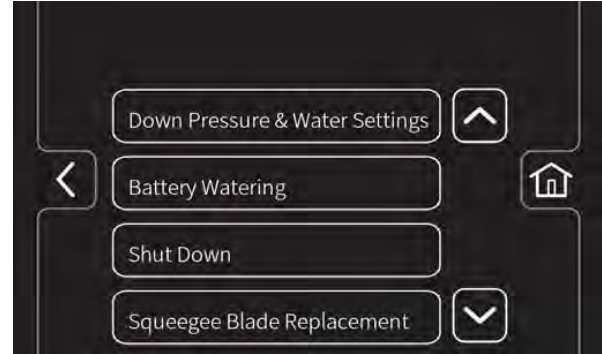 Down Pressure & Water Settings
Battery Watering
Shut Down
Squeegee Blade Replacement